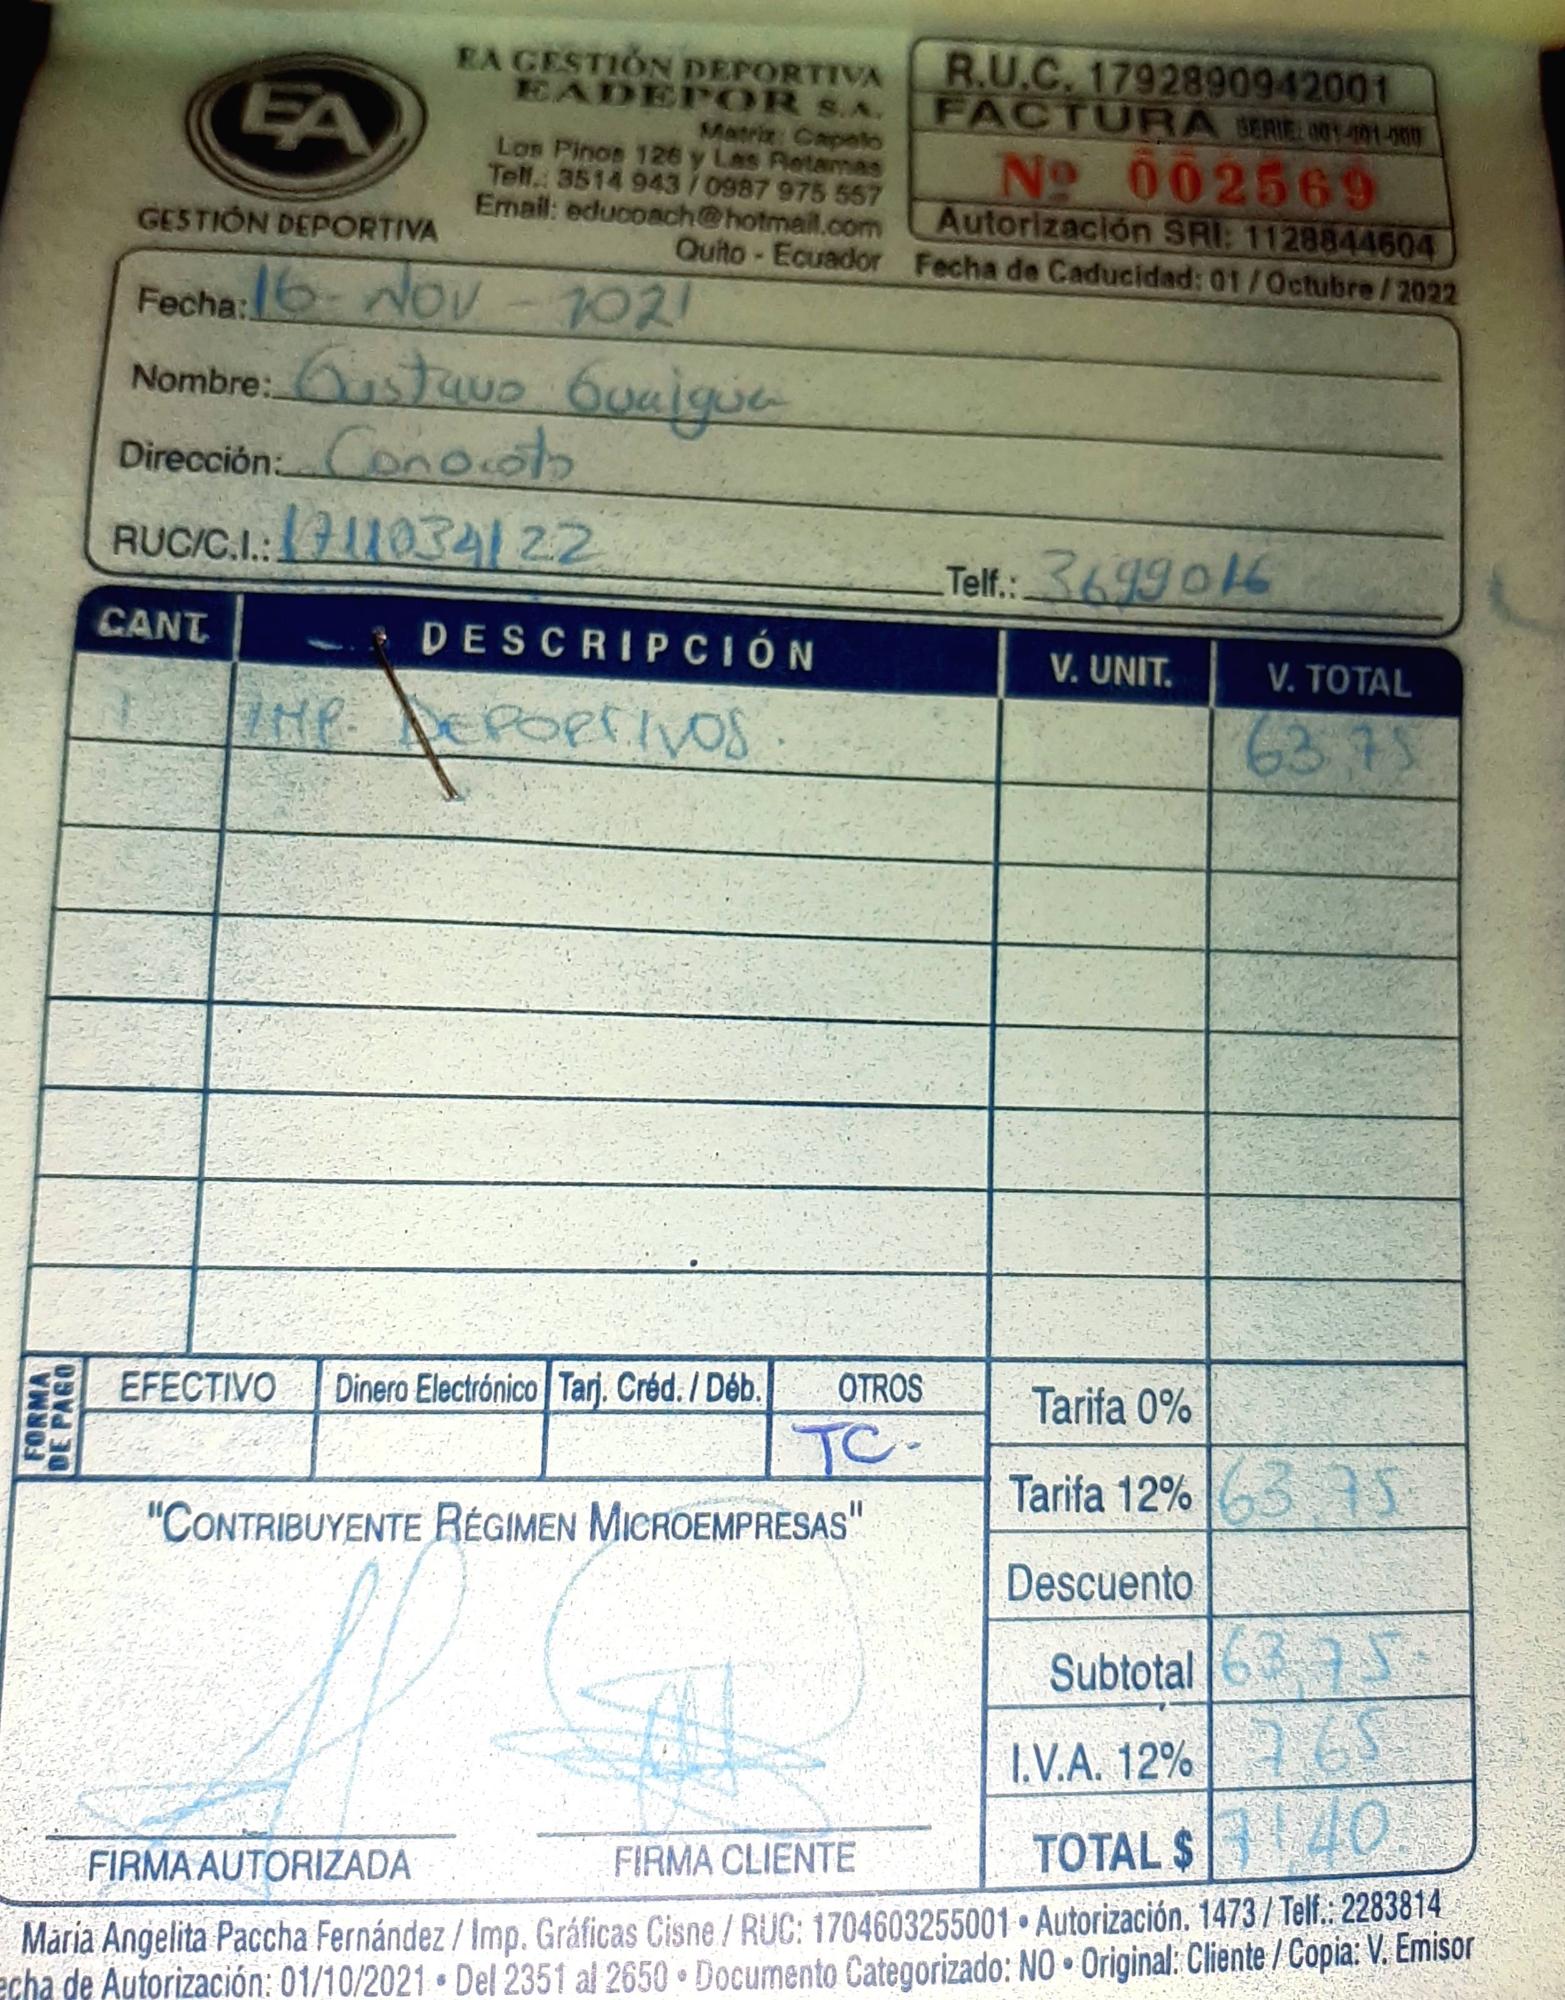 EA
GESTIÓN DEPORTIVA
EA GESTIÓN DEPORTIVA
EADEPOR S.A.
Matriz: Capelo
Los Pinos 126 y Las Retamas
Telf.: 3514 943 / 0987 975 557
Email: educoach@hotmail.com
Quito - Ecuador
R.U.C. 1792890942001
FACTURA SERIE: 001-001-000
Nº 002569
Autorización SRI: 1128844604
Fecha de Caducidad: 01 / Octubre / 2022
Fecha: 16-NOV-2021
Nombre: Gustavo Guaigua
Dirección: Conocoto
RUC/C.I.: 1711034122 Telf.: 3699016
CANT. DESCRIPCIÓN V. UNIT. V. TOTAL
1 IMP. DEPORTIVOS. 63,75
FORMA DE PAGO
EFECTIVO Dinero Electrónico Tarj. Créd. / Déb. OTROS
TC-
Tarifa 0%
Tarifa 12% 63,75
Descuento
Subtotal 63,75
I.V.A. 12% 7,65
TOTAL $ 71,40
"CONTRIBUYENTE RÉGIMEN MICROEMPRESAS"
FIRMA AUTORIZADA FIRMA CLIENTE
María Angelita Paccha Fernández / Imp. Gráficas Cisne / RUC: 1704603255001 • Autorización. 1473 / Telf.: 2283814
echa de Autorización: 01/10/2021 • Del 2351 al 2650 • Documento Categorizado: NO • Original: Cliente / Copia: V. Emisor